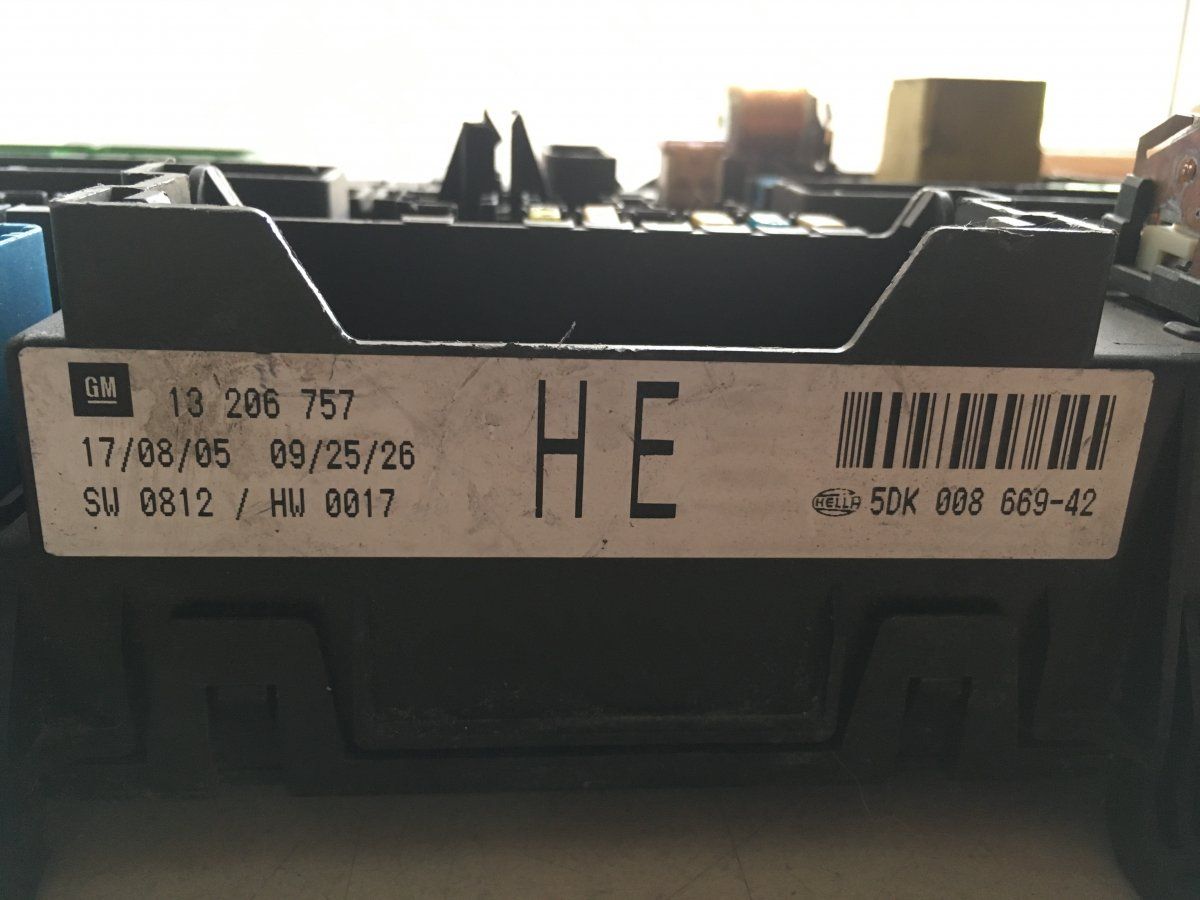 GM 13 206 757
17/08/05 09/25/26
SW 0812 / HW 0017
HE
HELLA 5DK 008 669-42